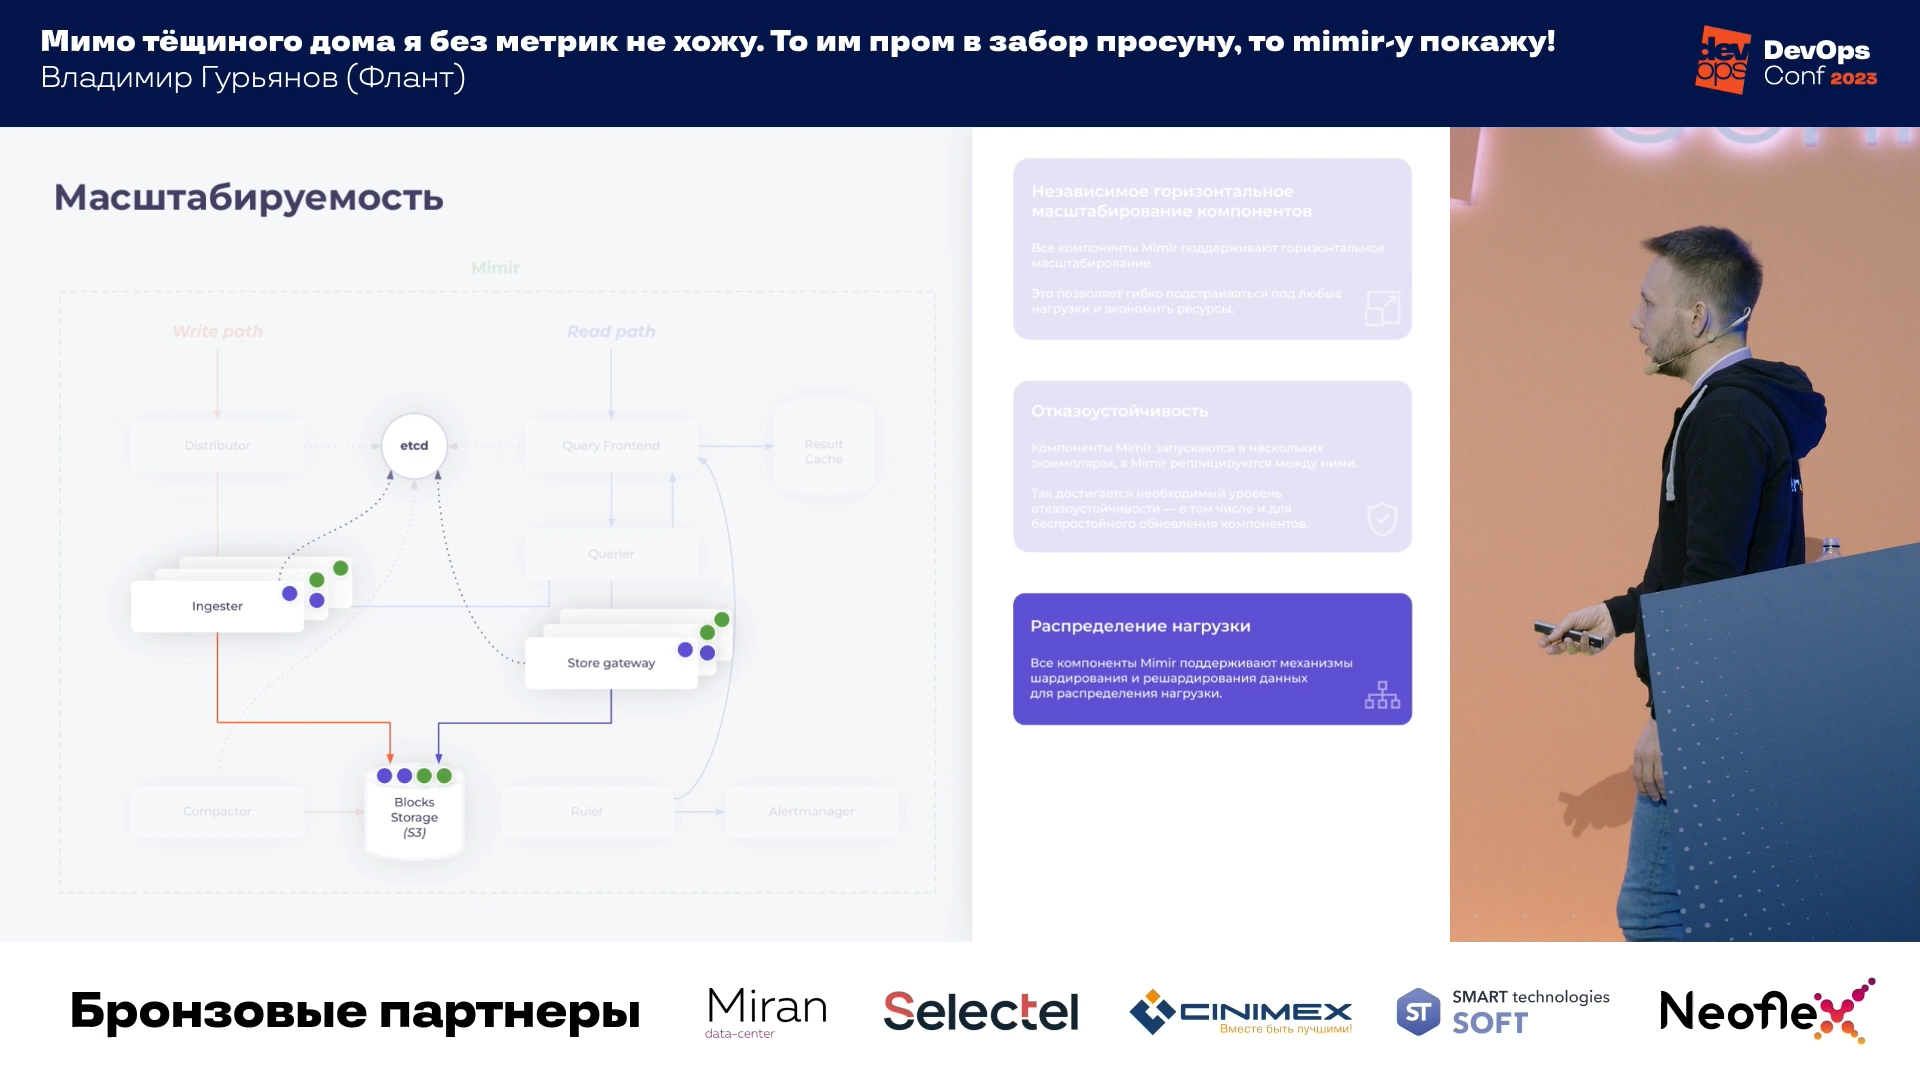 Мимо тёщиного дома я без метрик не хожу. То им пром в забор просуну, то mimir-у покажу!
Владимир Гурьянов (Флант)
dev
ops
DevOps
Conf 2023
Масштабируемость
Mimir
Write path
Read path
Distributor
etcd
Query Frontend
Result
Cache
Querier
Ingester
Store gateway
Compactor
Blocks
Storage
(S3)
Ruler
Alertmanager
Независимое горизонтальное
масштабирование компонентов
Все компоненты Mimir поддерживают горизонтальное
масштабирование.
Это позволяет гибко подстраиваться под любые
нагрузки и экономить ресурсы.
Отказоустойчивость
Компоненты Mimir запускаются в нескольких
экземплярах, а Mimir реплицируются между ними.
Так достигается необходимый уровень
отказоустойчивости — в том числе и для
беспростойного обновления компонентов.
Распределение нагрузки
Все компоненты Mimir поддерживают механизмы
шардирования и решардирования данных
для распределения нагрузки.
Бронзовые партнеры
Miran
data-center
Selectel
CINIMEX
Вместе быть лучшими!
ST
SMART technologies
SOFT
Neoflex